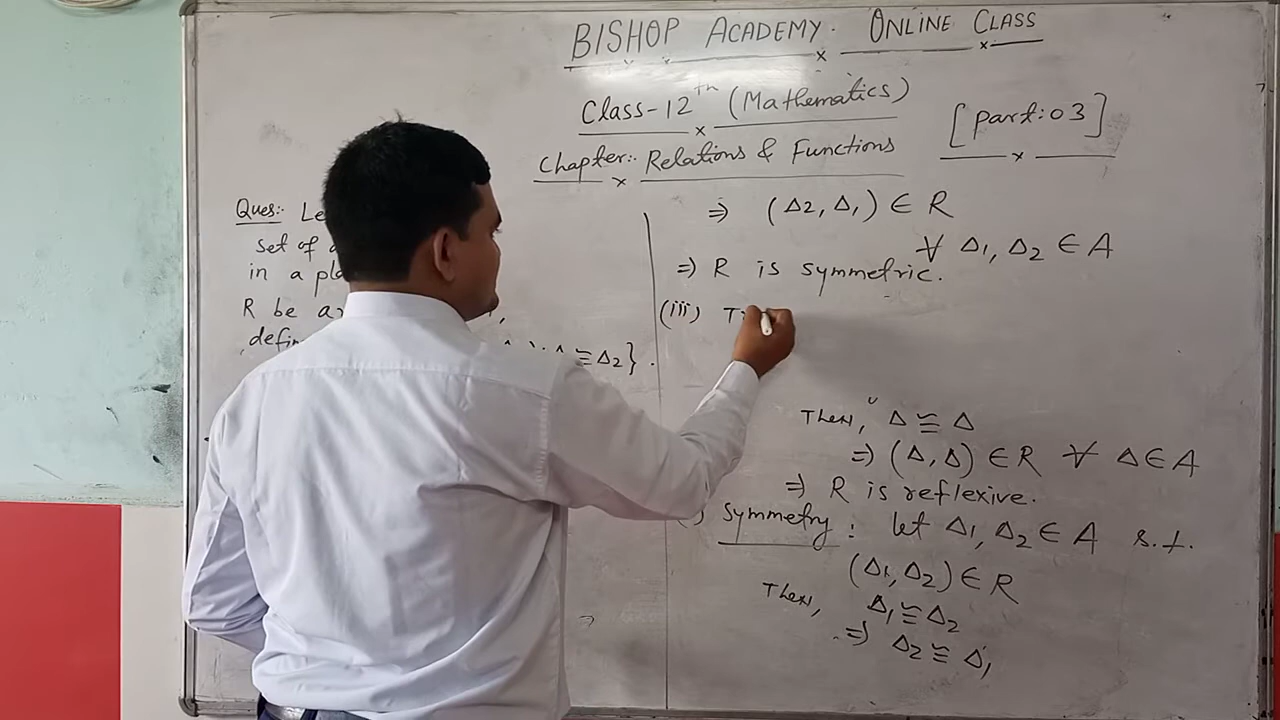 BISHOP ACADEMY. ONLINE CLASS
Class-12th (Mathematics)
[Part:03]
Chapter:- Relations & Functions
Ques:- Le
set of
in a pl
R be a
defin
≅Δ2}.
⇒ (Δ2, Δ1) ∈ R
∀ Δ1, Δ2 ∈ A
⇒ R is symmetric.
(iii) T
Then, Δ ≅ Δ
⇒ (Δ, Δ) ∈ R ∀ Δ ∈ A
⇒ R is reflexive.
Symmetry: let Δ1, Δ2 ∈ A s.t.
(Δ1, Δ2) ∈ R
Then, Δ1 ≅ Δ2
⇒ Δ2 ≅ Δ1